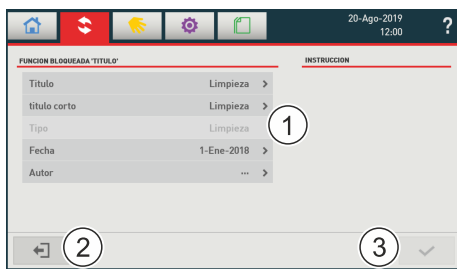 20-Ago-2019
12:00
?
FUNCION BLOQUEADA 'TITULO'
INSTRUCCION
Titulo Limpieza >
titulo corto Limpieza >
Tipo Limpieza
Fecha 1-Ene-2018 >
Autor ... >
1
2
3